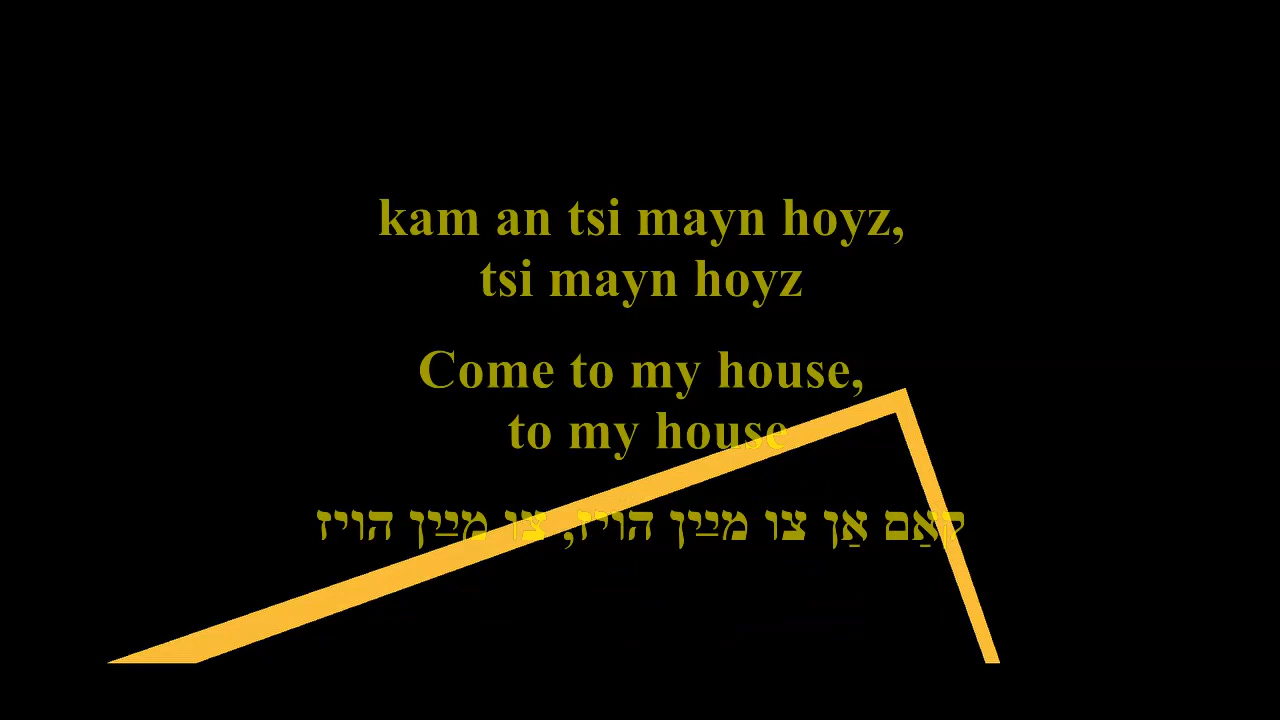 kam an tsi mayn hoyz,
tsi mayn hoyz
Come to my house,
to my house
קאַם אַן צו מײַן הויז, צו מײַן הויז